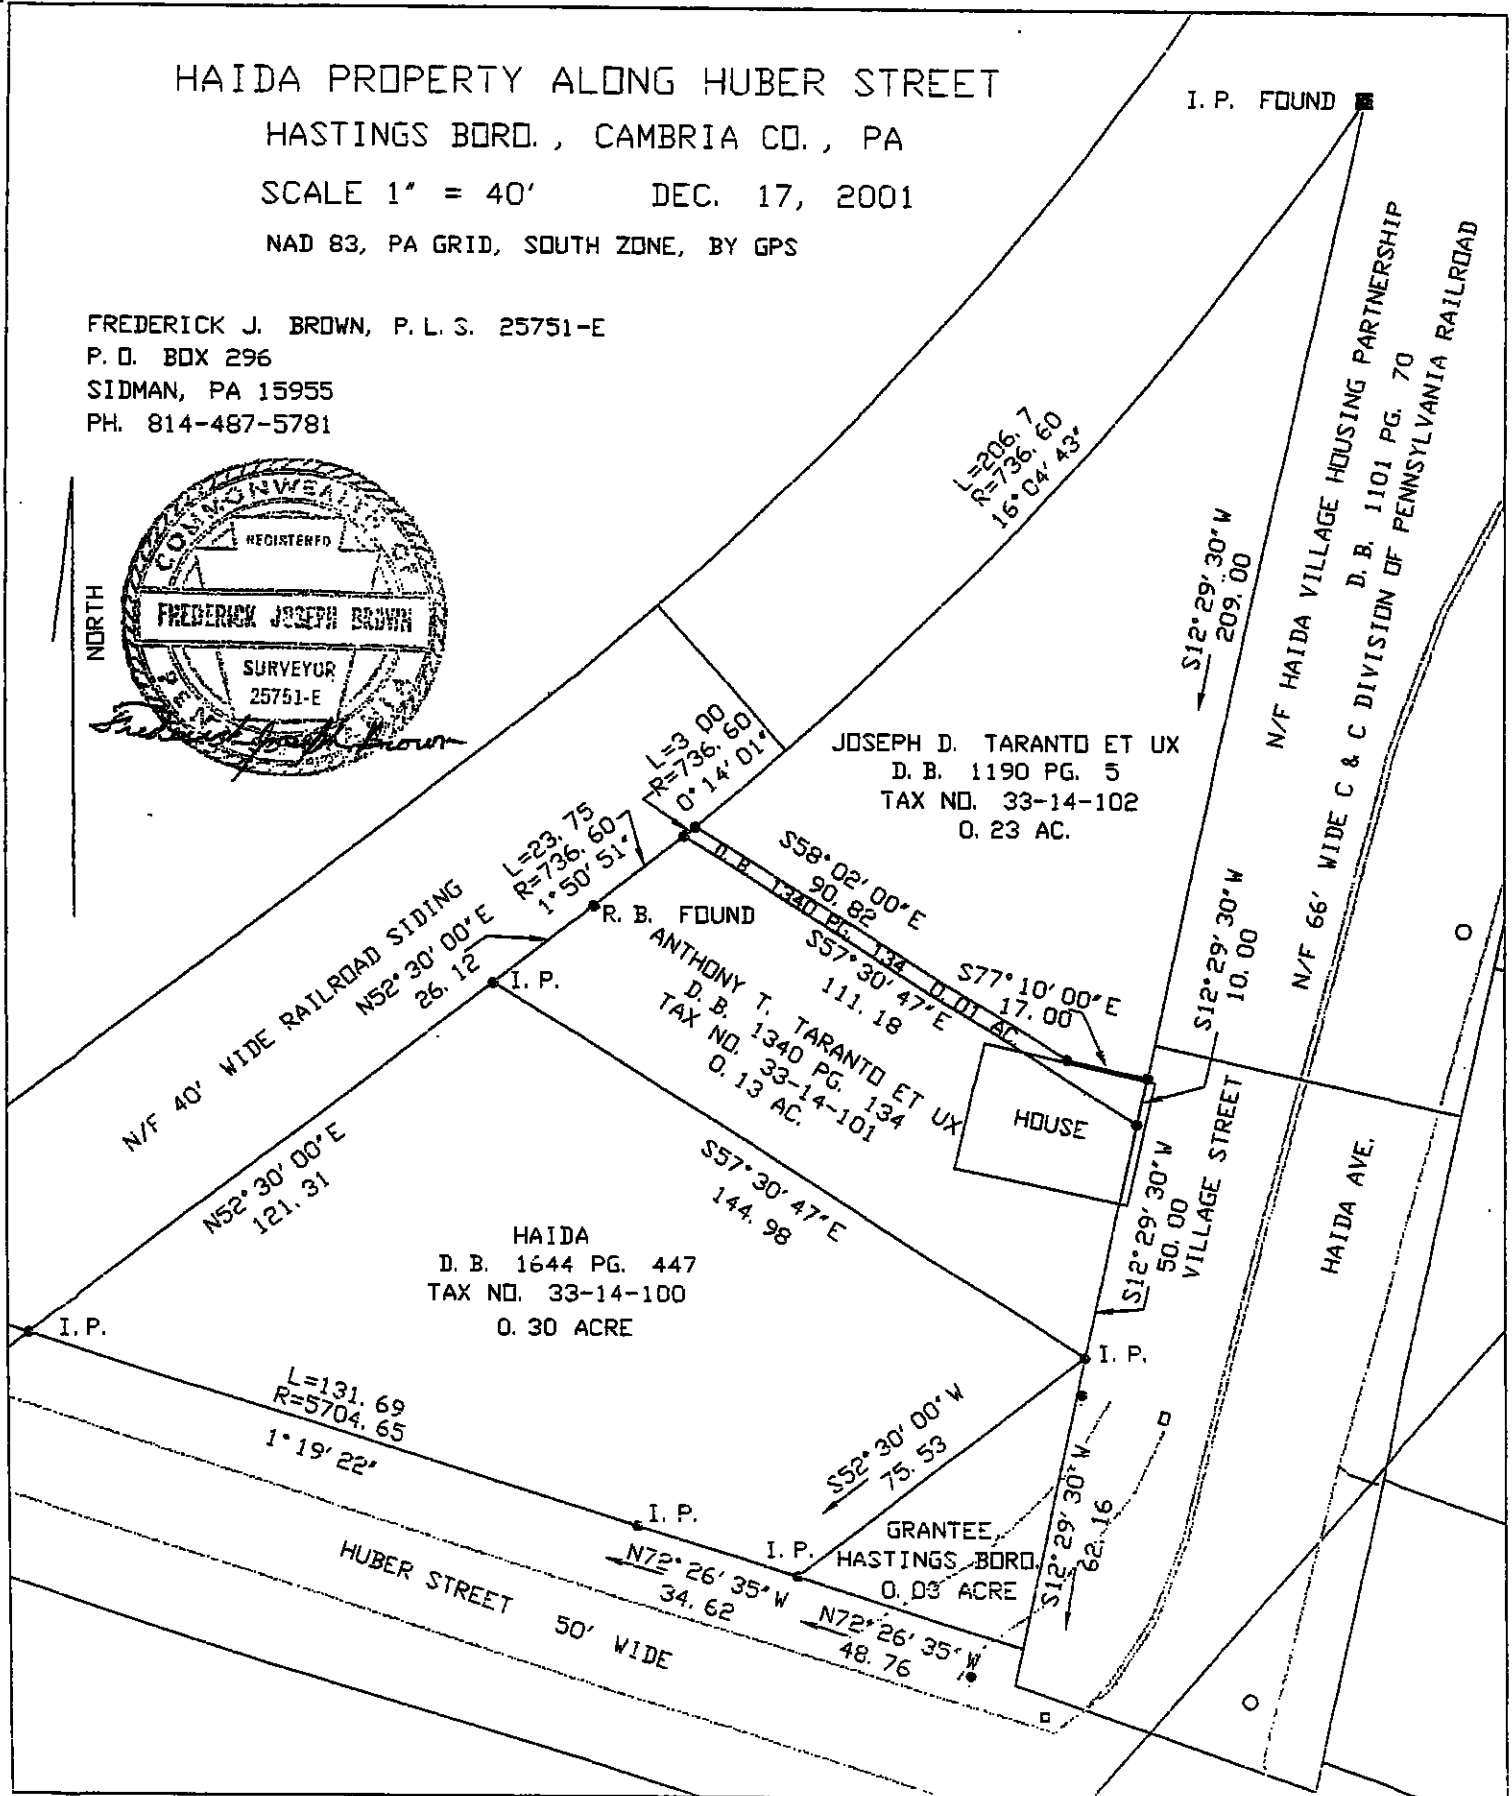 HAIDA PROPERTY ALONG HUBER STREET
HASTINGS BORO., CAMBRIA CO., PA
SCALE 1" = 40' DEC. 17, 2001
NAD 83, PA GRID, SOUTH ZONE, BY GPS
I.P. FOUND
FREDERICK J. BROWN, P.L.S. 25751-E
P.O. BOX 296
SIDMAN, PA 15955
PH. 814-487-5781
NORTH
COMMONWEALTH OF
REGISTERED
FREDERICK JOSEPH BROWN
SURVEYOR
25751-E
Frederick Joseph Brown
L=206.7
R=736.60
16°04'43"
S12°29'30"W
209.00
N/F HAIDA VILLAGE HOUSING PARTNERSHIP
D.B. 1101 PG. 70
N/F 66' WIDE C & C DIVISION OF PENNSYLVANIA RAILROAD
L=3.00
R=736.60
0°14'01"
JOSEPH D. TARANTO ET UX
D.B. 1190 PG. 5
TAX NO. 33-14-102
0.23 AC.
L=23.75
R=736.60
1°50'51"
S58°02'00"E
90.82
D.B. 1340 PG. 134 0.01 AC.
S57°30'47"E
111.18
S77°10'00"E
17.00
S12°29'30"W
10.00
R.B. FOUND
N52°30'00"E
26.12
I.P.
N/F 40' WIDE RAILROAD SIDING
ANTHONY T. TARANTO ET UX
D.B. 1340 PG. 134
TAX NO. 33-14-101
0.13 AC.
HOUSE
VILLAGE STREET
S12°29'30"W
50.00
HAIDA AVE.
N52°30'00"E
121.31
S57°30'47"E
144.98
HAIDA
D.B. 1644 PG. 447
TAX NO. 33-14-100
0.30 ACRE
I.P.
I.P.
L=131.69
R=5704.65
1°19'22"
S52°30'00"W
75.53
S12°29'30"W
62.16
I.P.
I.P.
GRANTEE,
HASTINGS BORO.
0.03 ACRE
N72°26'35"W
34.62
N72°26'35"W
48.76
HUBER STREET 50' WIDE